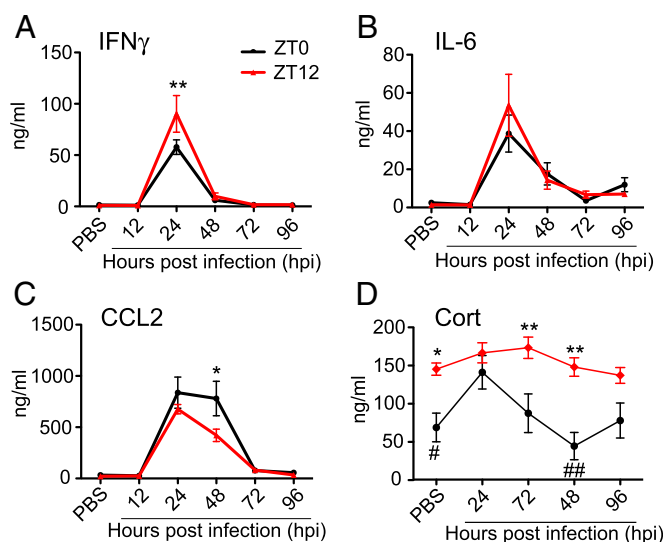 A
IFNγ
ZT0
ZT12
**
ng/ml
150
100
50
0
PBS 12 24 48 72 96
Hours post infection (hpi)
B
IL-6
ng/ml
80
60
40
20
0
PBS 12 24 48 72 96
Hours post infection (hpi)
C
CCL2
*
ng/ml
1500
1000
500
0
PBS 12 24 48 72 96
Hours post infection (hpi)
D
Cort
* ** **
# ##
ng/ml
200
150
100
50
0
PBS 24 72 48 96
Hours post infection (hpi)